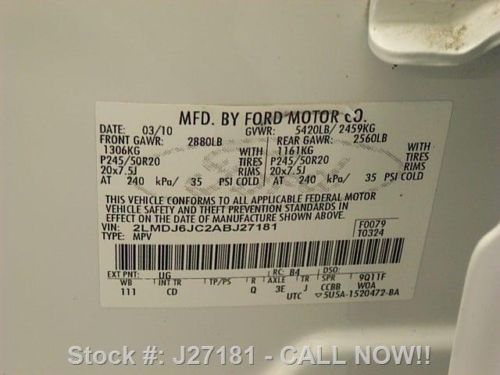 MFD. BY FORD MOTOR CO.
DATE: 03/10 GVWR: 5420LB/ 2459KG
FRONT GAWR: 2880LB REAR GAWR: 2560LB
1306KG WITH 1161KG WITH
P245/50R20 TIRES P245/50R20 TIRES
20x7.5J RIMS 20x7.5J RIMS
AT 240 kPa/ 35 PSI COLD AT 240 kPa/ 35 PSI COLD
THIS VEHICLE CONFORMS TO ALL APPLICABLE FEDERAL MOTOR
VEHICLE SAFETY AND THEFT PREVENTION STANDARDS IN EFFECT
ON THE DATE OF MANUFACTURE SHOWN ABOVE.
VIN: 2LMDJ6JC2ABJ27181 F0079
TYPE: MPV T0324
EXT PNT: UG RC: 84 DSO:
WB INT TR TP/PS R AXLE TR SPR 9Q11F
111 CD Q 3E J CCBB W0A
UTC 5U5A-1520472-BA
Ford
Stock #: J27181 - CALL NOW!!